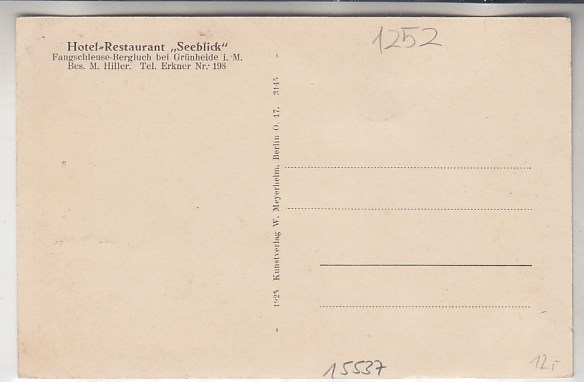 Hotel-Restaurant „Seeblick“
Fangschleuse-Bergluch bei Grünheide i. M.
Bes. M. Hiller. Tel. Erkner Nr. 198
- 1925 Kunstverlag W. Meyerheim, Berlin O. 17. 3145 -
1252
15537
12,-